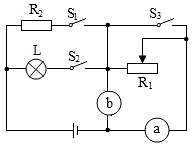 R₂ S₁ S₃
L S₂
R₁
b
a